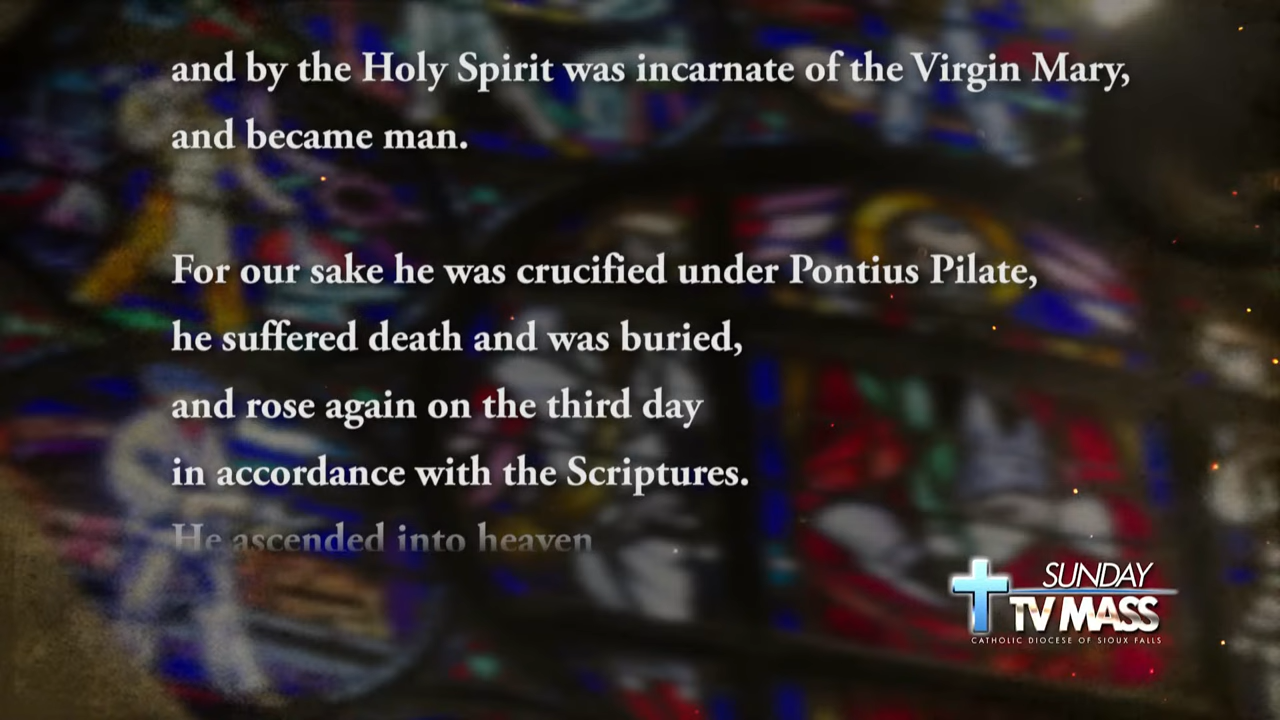 and by the Holy Spirit was incarnate of the Virgin Mary,
and became man.
For our sake he was crucified under Pontius Pilate,
he suffered death and was buried,
and rose again on the third day
in accordance with the Scriptures.
He ascended into heaven
SUNDAY
TV MASS
CATHOLIC DIOCESE OF SIOUX FALLS